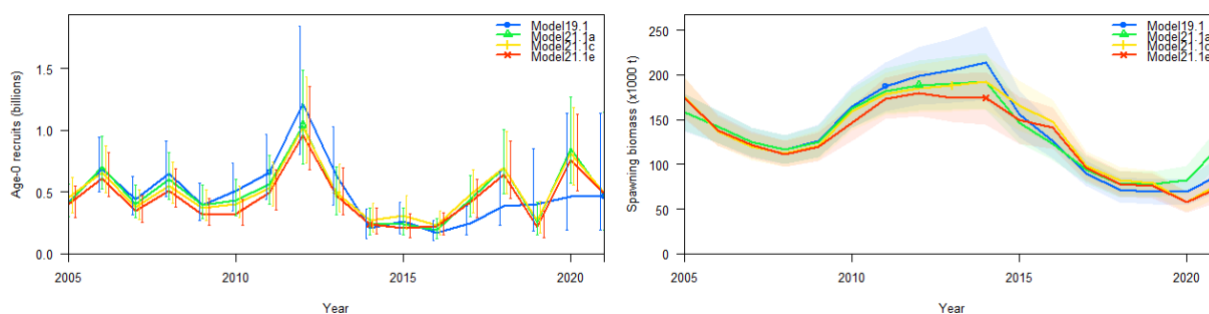 Model19.1
Model21.1a
Model21.1c
Model21.1e
Age-0 recruits (billions)
0.0
0.5
1.0
1.5
2005
2010
2015
2020
Year
Model19.1
Model21.1a
Model21.1c
Model21.1e
Spawning biomass (x1000 t)
0
50
100
150
200
250
2005
2010
2015
2020
Year